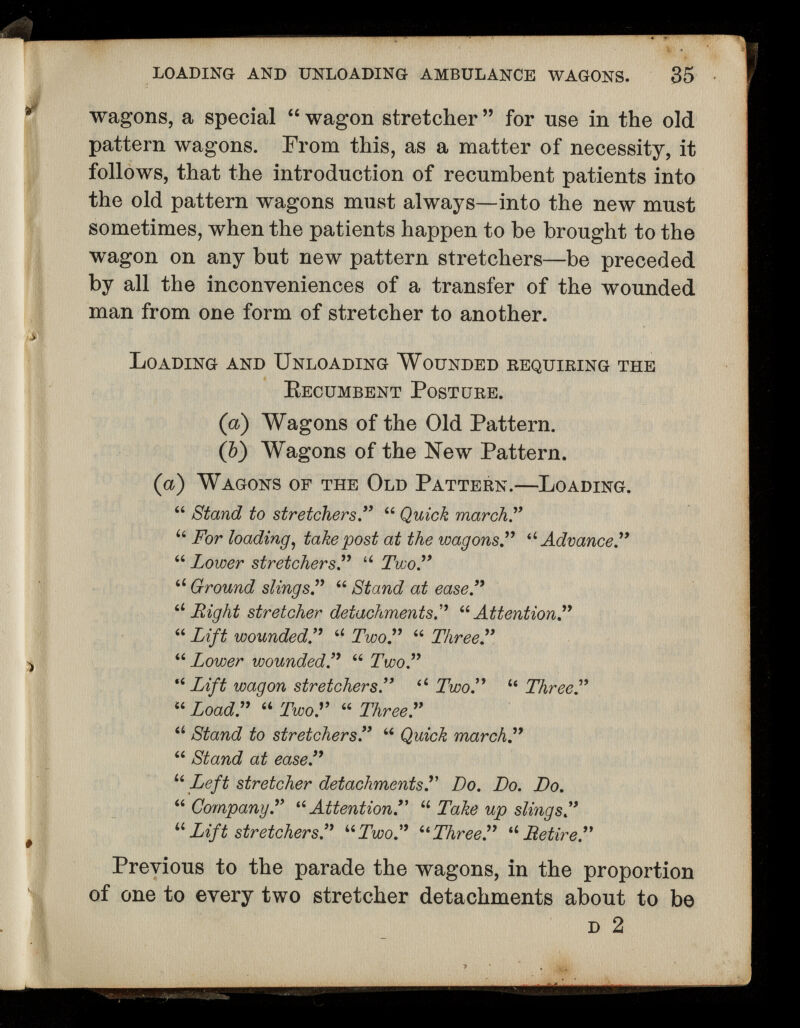 LOADING AND UNLOADING AMBULANCE WAGONS. 35
wagons, a special “wagon stretcher” for use in the old
pattern wagons. From this, as a matter of necessity, it
follows, that the introduction of recumbent patients into
the old pattern wagons must always—into the new must
sometimes, when the patients happen to be brought to the
wagon on any but new pattern stretchers—be preceded
by all the inconveniences of a transfer of the wounded
man from one form of stretcher to another.
Loading and Unloading Wounded requiring the
Recumbent Posture.
(a) Wagons of the Old Pattern.
(b) Wagons of the New Pattern.
(a) Wagons of the Old Pattern.—Loading.
“Stand to stretchers.” “Quick march.”
“For loading, take post at the wagons.” “Advance.”
“Lower stretchers.” “Two.”
“Ground slings.” “Stand at ease.”
“Right stretcher detachments.” “Attention.”
“Lift wounded.” “Two.” “Three.”
“Lower wounded.” “Two.”
“Lift wagon stretchers.” “Two.” “Three.”
“Load.” “Two.” “Three.”
“Stand to stretchers.” “Quick march.”
“Stand at ease.”
“Left stretcher detachments.” Do. Do. Do.
“Company.” “Attention.” “Take up slings.”
“Lift stretchers.” “Two.” “Three.” “Retire.”
Previous to the parade the wagons, in the proportion
of one to every two stretcher detachments about to be
D 2